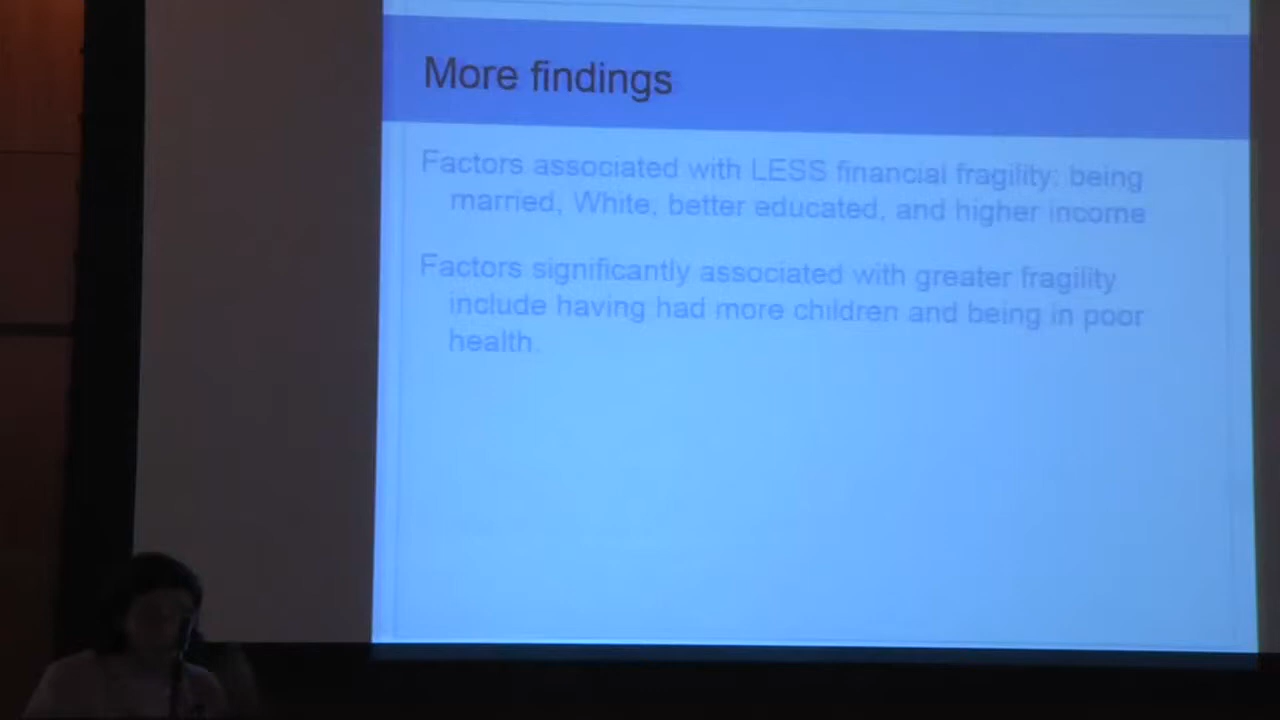 More findings
Factors associated with LESS financial fragility: being
married, White, better educated, and higher income
Factors significantly associated with greater fragility
include having had more children and being in poor
health.